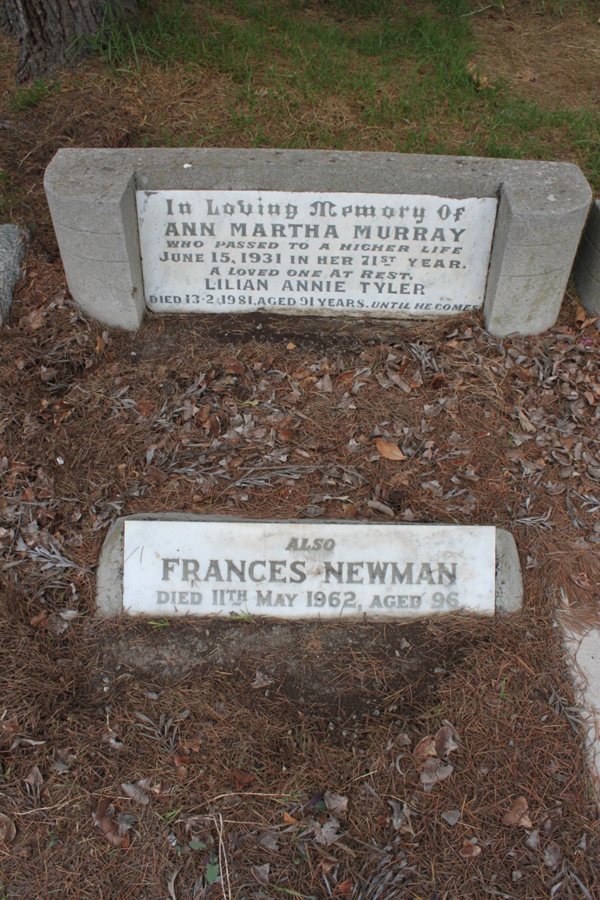 In Loving Memory Of
ANN MARTHA MURRAY
WHO PASSED TO A HIGHER LIFE
JUNE 15, 1931 IN HER 71ST YEAR.
A LOVED ONE AT REST.
LILIAN ANNIE TYLER
DIED 13·2·1981, AGED 91 YEARS. UNTIL HE COMES
ALSO
FRANCES NEWMAN
DIED 11TH MAY 1962, AGED 96